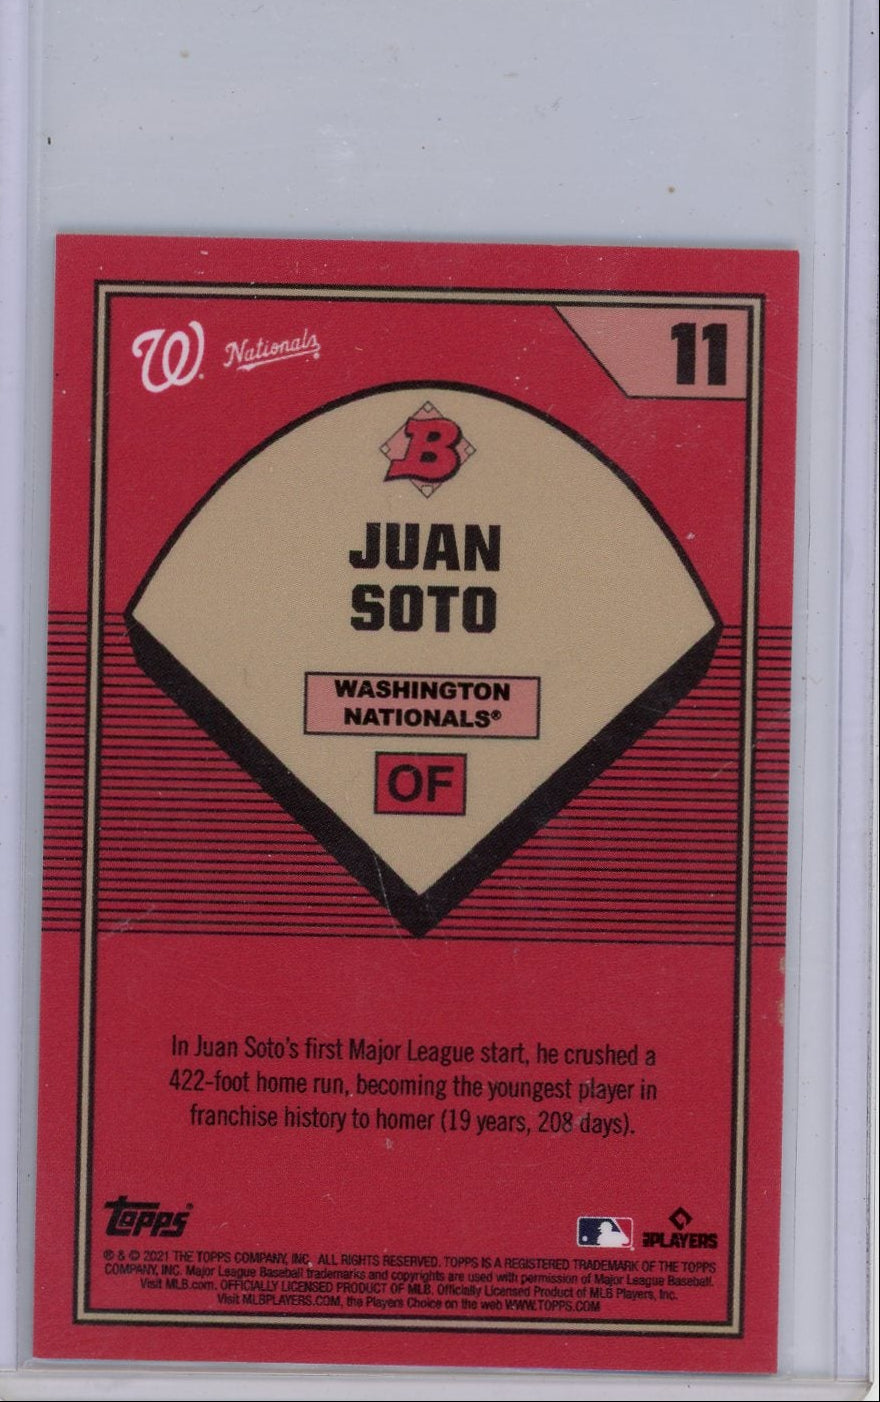 W Nationals
11
B
JUAN
SOTO
WASHINGTON
NATIONALS®
OF
In Juan Soto's first Major League start, he crushed a
422-foot home run, becoming the youngest player in
franchise history to homer (19 years, 208 days).
Topps®
PLAYERS
® & © 2021 THE TOPPS COMPANY, INC. ALL RIGHTS RESERVED. TOPPS IS A REGISTERED TRADEMARK OF THE TOPPS
COMPANY, INC. Major League Baseball trademarks and copyrights are used with permission of Major League Baseball.
Visit MLB.com. OFFICIALLY LICENSED PRODUCT OF MLB. Officially Licensed Product of MLB Players, Inc.
Visit MLBPLAYERS.COM, the Players Choice on the web WWW.TOPPS.COM